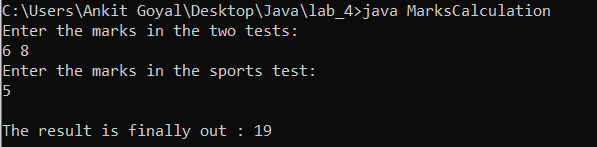 C:\Users\Ankit Goyal\Desktop\Java\lab_4>java MarksCalculation
Enter the marks in the two tests:
6 8
Enter the marks in the sports test:
5
The result is finally out : 19